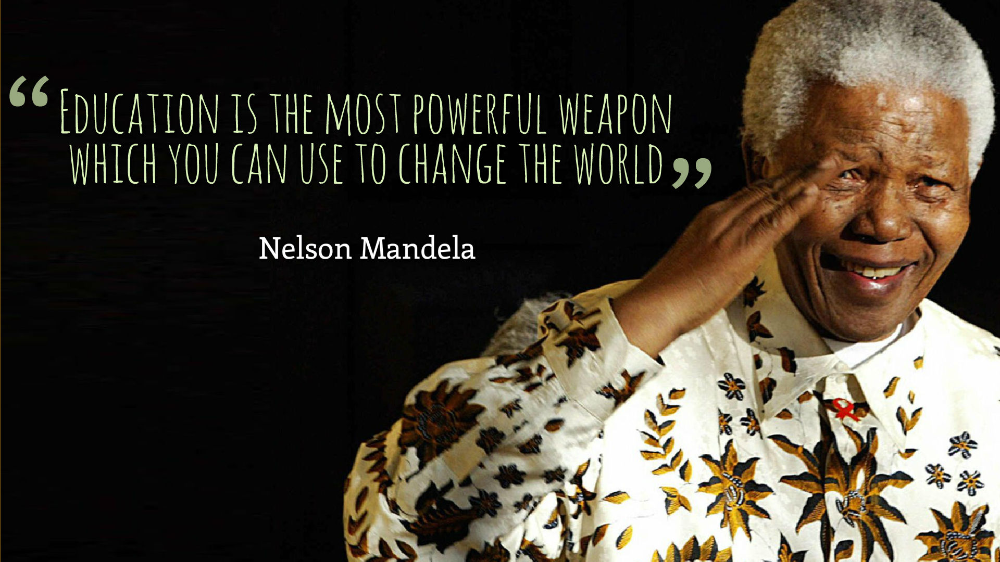 “Education is the most powerful weapon
which you can use to change the world”
Nelson Mandela